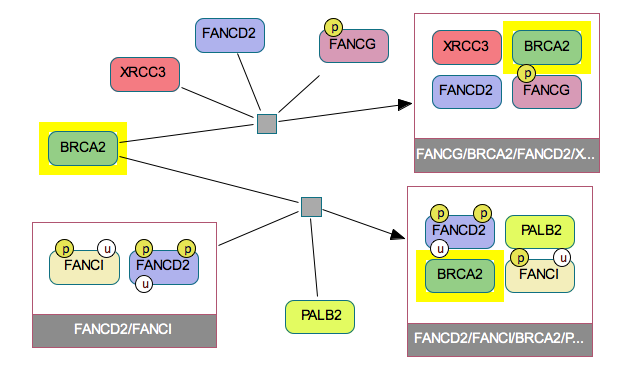 FANCD2
p
FANCG
XRCC3
XRCC3
BRCA2
p
FANCD2
FANCG
FANCG/BRCA2/FANCD2/X...
BRCA2
p
u
FANCI
p
p
FANCD2
u
FANCD2/FANCI
PALB2
p
p
FANCD2
u
PALB2
BRCA2
p
u
FANCI
FANCD2/FANCI/BRCA2/P...